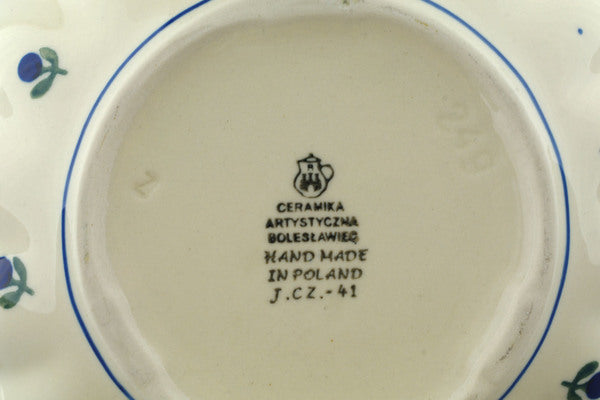 CERAMIKA
ARTYSTYCZNA
BOLESŁAWIEC
HAND MADE
IN POLAND
J.CZ.-41